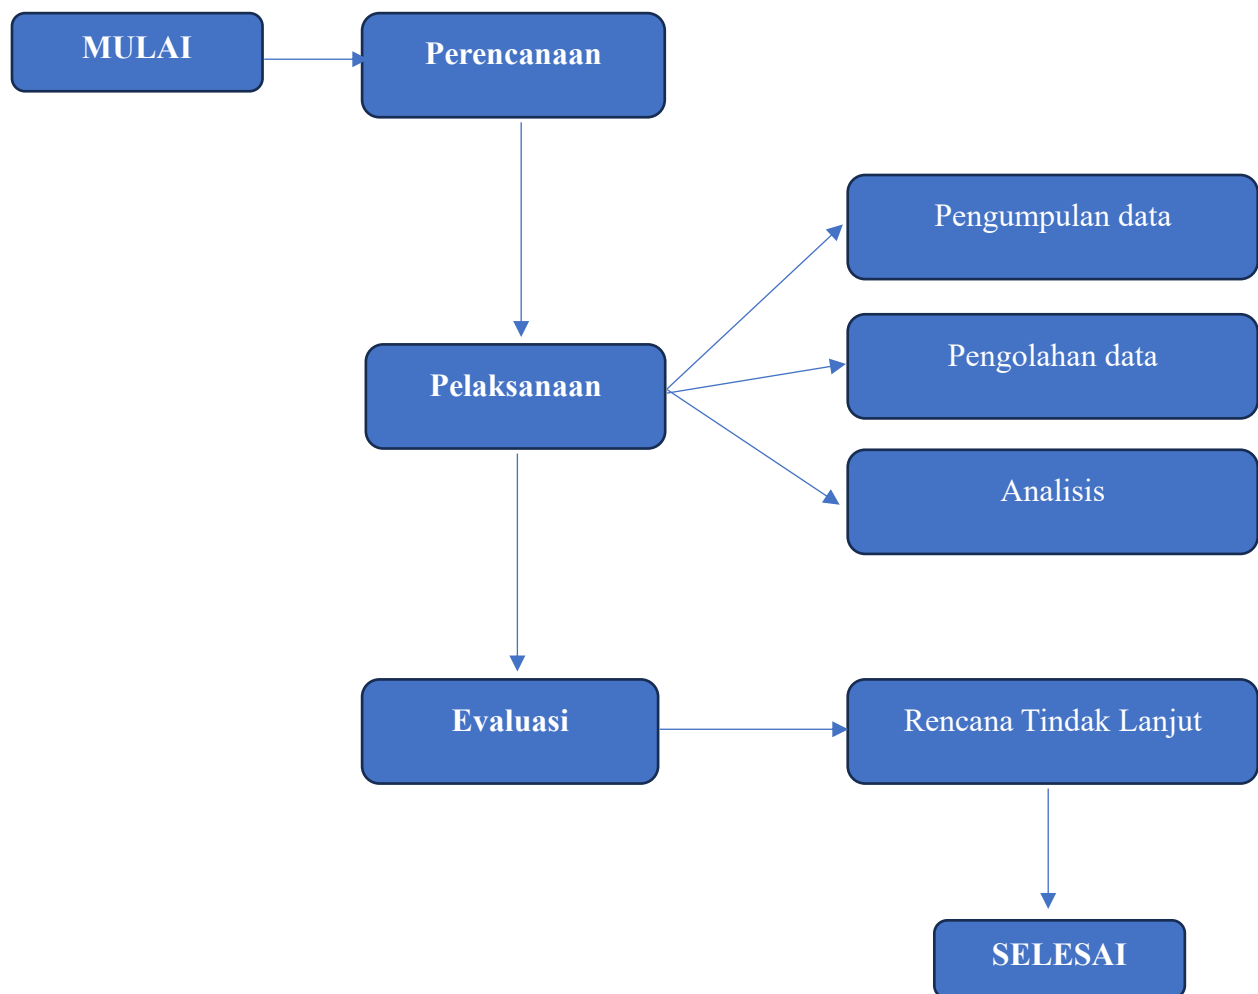 MULAI
Perencanaan
Pengumpulan data
Pengolahan data
Pelaksanaan
Analisis
Evaluasi
Rencana Tindak Lanjut
SELESAI